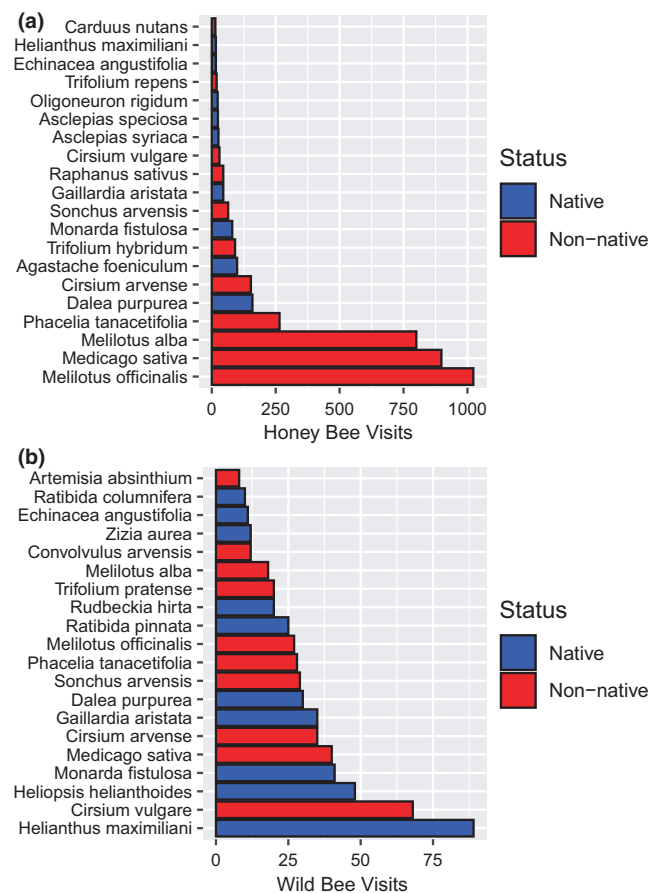 (a)
Carduus nutans
Helianthus maximiliani
Echinacea angustifolia
Trifolium repens
Oligoneuron rigidum
Asclepias speciosa
Asclepias syriaca
Cirsium vulgare
Raphanus sativus
Gaillardia aristata
Sonchus arvensis
Monarda fistulosa
Trifolium hybridum
Agastache foeniculum
Cirsium arvense
Dalea purpurea
Phacelia tanacetifolia
Melilotus alba
Medicago sativa
Melilotus officinalis
0 250 500 750 1000
Honey Bee Visits
Status
Native
Non-native
(b)
Artemisia absinthium
Ratibida columnifera
Echinacea angustifolia
Zizia aurea
Convolvulus arvensis
Melilotus alba
Trifolium pratense
Rudbeckia hirta
Ratibida pinnata
Melilotus officinalis
Phacelia tanacetifolia
Sonchus arvensis
Dalea purpurea
Gaillardia aristata
Cirsium arvense
Medicago sativa
Monarda fistulosa
Heliopsis helianthoides
Cirsium vulgare
Helianthus maximiliani
0 25 50 75
Wild Bee Visits
Status
Native
Non-native